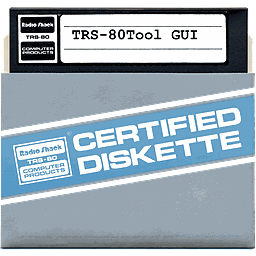 Radio Shack
TRS-80
COMPUTER
PRODUCTS
TRS-80Tool GUI
CERTIFIED
DISKETTE
Radio Shack
TRS-80
COMPUTER
PRODUCTS